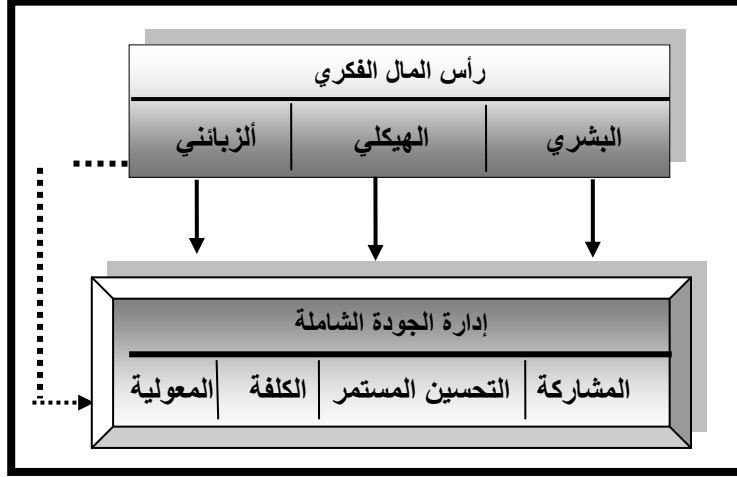 رأس المال الفكري
البشري الهيكلي ألزبائني
إدارة الجودة الشاملة
المشاركة التحسين المستمر الكلفة المعولية